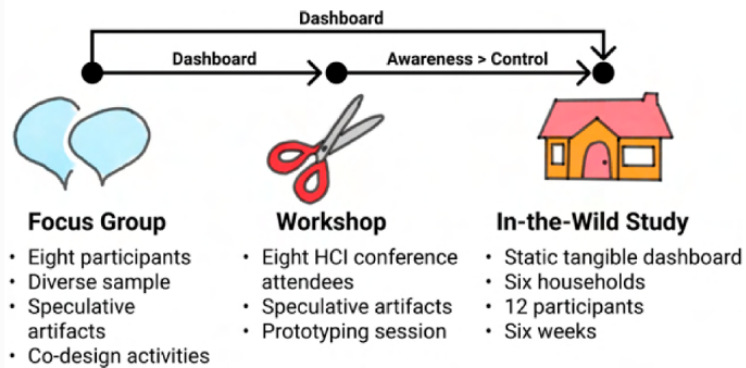 Dashboard
Dashboard
Awareness > Control
Focus Group
• Eight participants
• Diverse sample
• Speculative
artifacts
• Co-design activities
Workshop
• Eight HCI conference
attendees
• Speculative artifacts
• Prototyping session
In-the-Wild Study
• Static tangible dashboard
• Six households
• 12 participants
• Six weeks